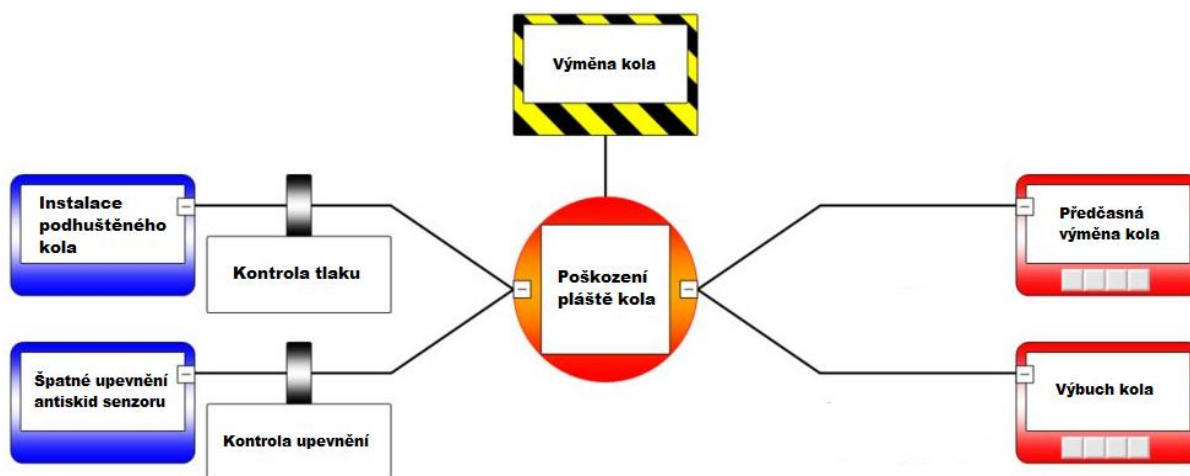 Výměna kola
Instalace
podhuštěného
kola
Kontrola tlaku
Poškození
pláště kola
Předčasná
výměna kola
Špatné upevnění
antiskid senzoru
Kontrola upevnění
Výbuch kola